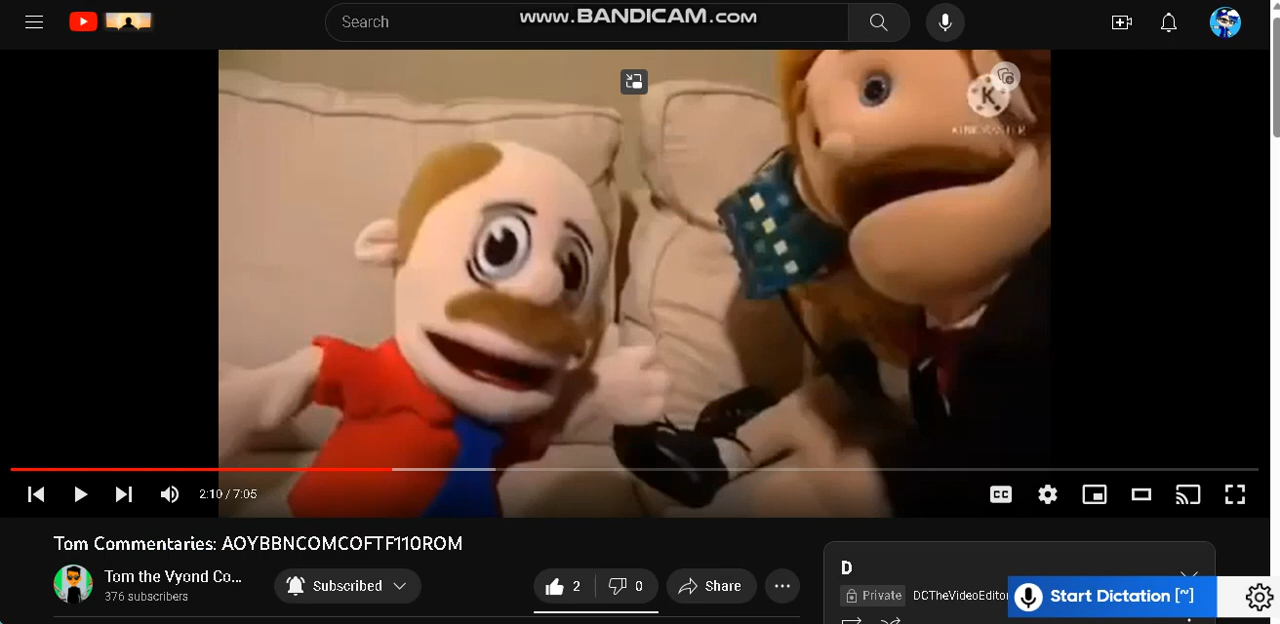 Search
WWW.BANDICAM.COM
K
KINEMASTER
2:10 / 7:05
CC
Tom Commentaries: AOYBBNCOMCOFTF110ROM
Tom the Vyond Co...
376 subscribers
Subscribed
2
0
Share
D
Private DCTheVideoEditor
Start Dictation [~]